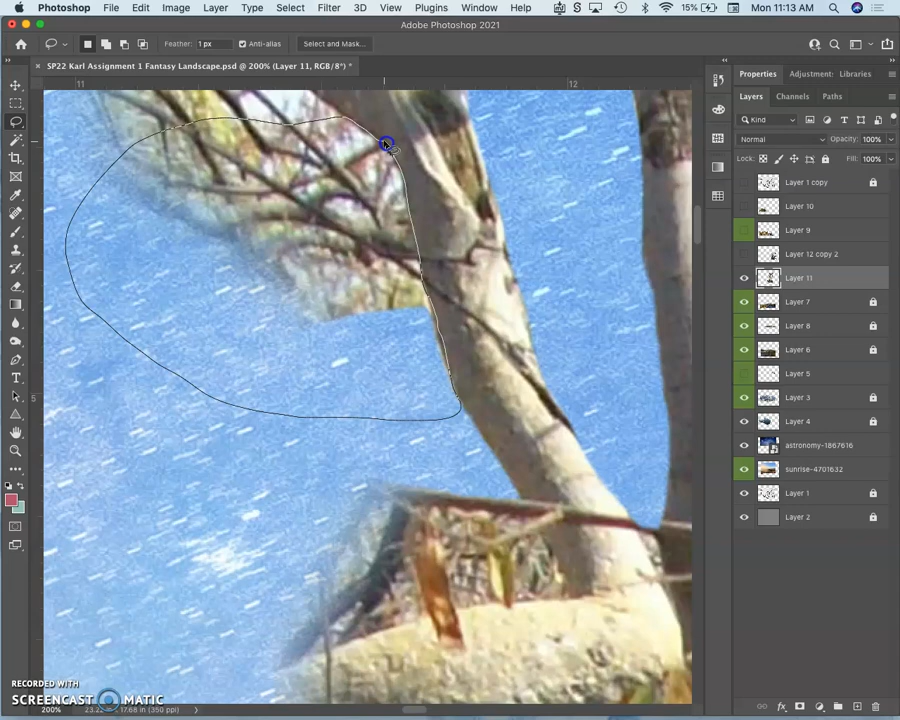 Photoshop File Edit Image Layer Type Select Filter 3D View Plugins Window Help 15% Mon 11:13 AM
Adobe Photoshop 2021
Feather: 1 px Anti-alias Select and Mask...
× SP22 Karl Assignment 1 Fantasy Landscape.psd @ 200% (Layer 11, RGB/8*) *
11 12
5
Properties Adjustments Libraries
Layers Channels Paths
Kind
Normal Opacity: 100%
Lock: Fill: 100%
Layer 1 copy
Layer 10
Layer 9
Layer 12 copy 2
Layer 11
Layer 7
Layer 8
Layer 6
Layer 5
Layer 3
Layer 4
astronomy-1867616
sunrise-4701632
Layer 1
Layer 2
fx
RECORDED WITH
SCREENCAST MATIC
200%